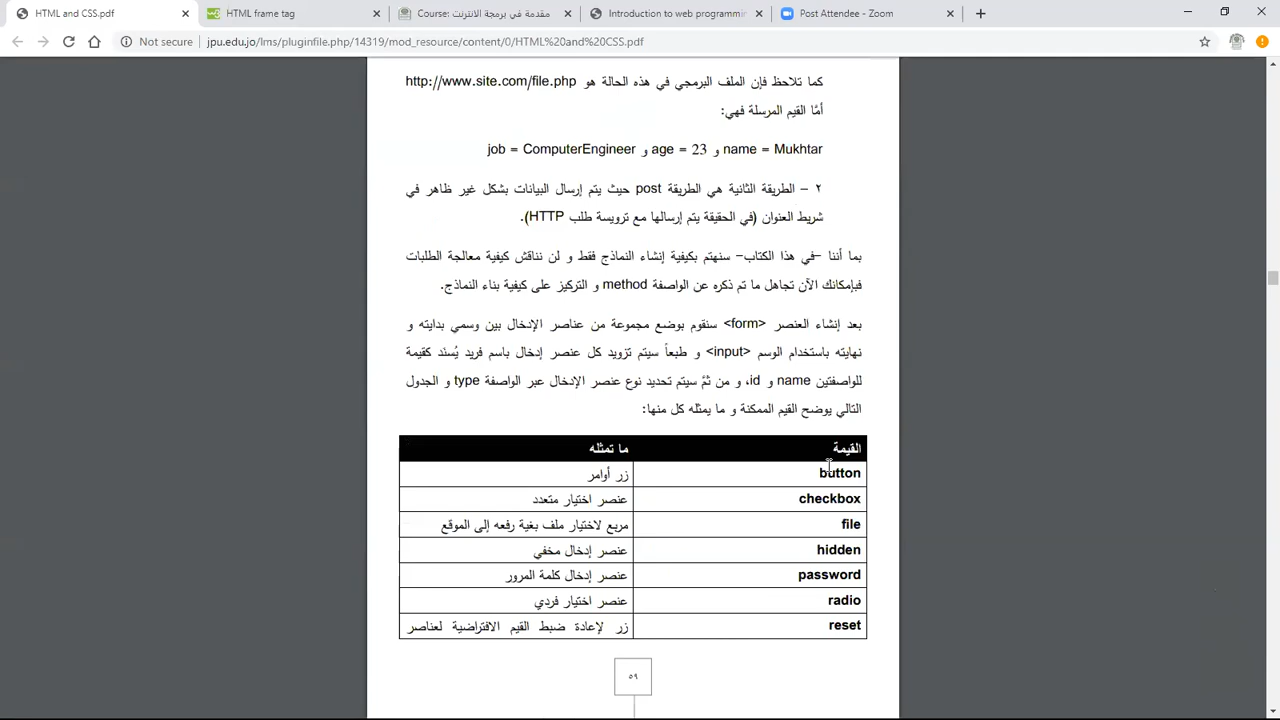 HTML and CSS.pdf
HTML frame tag
Course: مقدمة في برمجة الانترنت
Introduction to web programmin
Post Attendee - Zoom
Not secure | jpu.edu.jo/lms/pluginfile.php/14319/mod_resource/content/0/HTML%20and%20CSS.pdf
كما تلاحظ فإن الملف البرمجي في هذه الحالة هو http://www.site.com/file.php
أمَّا القيم المرسلة فهي:
name = Mukhtar و age = 23 و job = ComputerEngineer
٢ – الطريقة الثانية هي الطريقة post حيث يتم إرسال البيانات بشكل غير ظاهر في
شريط العنوان (في الحقيقة يتم إرسالها مع ترويسة طلب HTTP).
بما أننا –في هذا الكتاب– سنهتم بكيفية إنشاء النماذج فقط و لن نناقش كيفية معالجة الطلبات
فبإمكانك الآن تجاهل ما تم ذكره عن الواصفة method و التركيز على كيفية بناء النماذج.
بعد إنشاء العنصر <form> سنقوم بوضع مجموعة من عناصر الإدخال بين وسمي بدايته و
نهايته باستخدام الوسم <input> و طبعاً سيتم تزويد كل عنصر إدخال باسم فريد يُسنَد كقيمة
للواصفتين name و id، و من ثمَّ سيتم تحديد نوع عنصر الإدخال عبر الواصفة type و الجدول
التالي يوضح القيم الممكنة و ما يمثله كل منها:
القيمة ما تمثله
button زر أوامر
checkbox عنصر اختيار متعدد
file مربع لاختيار ملف بغية رفعه إلى الموقع
hidden عنصر إدخال مخفي
password عنصر إدخال كلمة المرور
radio عنصر اختيار فردي
reset زر لإعادة ضبط القيم الافتراضية لعناصر
٥٩